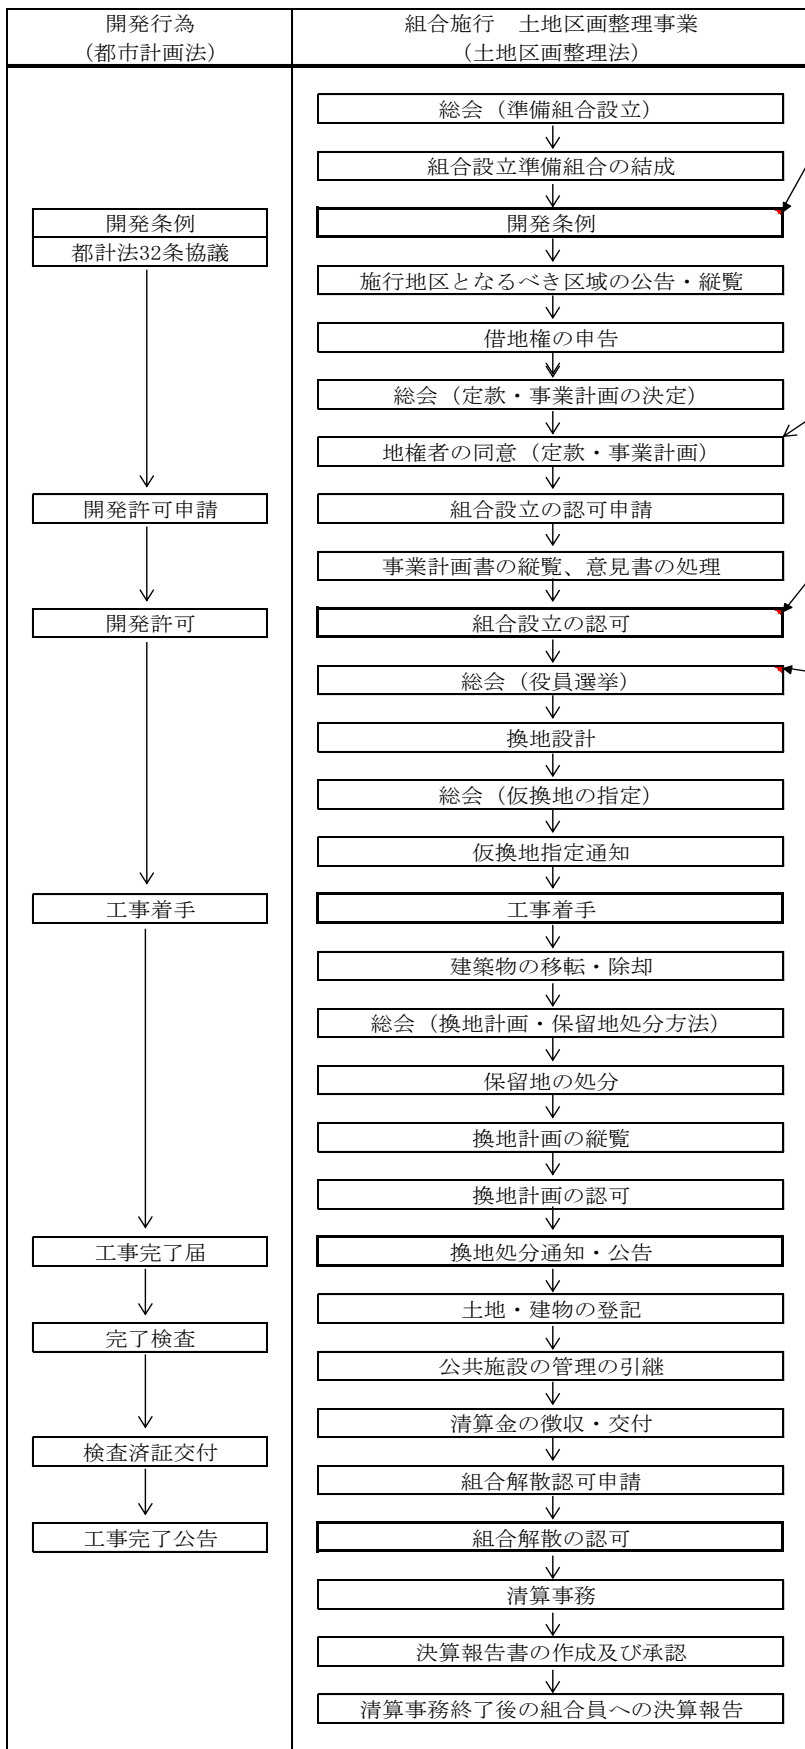 開発行為
（都市計画法）
組合施行　土地区画整理事業
（土地区画整理法）
開発条例
都計法32条協議
開発許可申請
開発許可
工事着手
工事完了届
完了検査
検査済証交付
工事完了公告
総会（準備組合設立）
組合設立準備組合の結成
開発条例
施行地区となるべき区域の公告・縦覧
借地権の申告
総会（定款・事業計画の決定）
地権者の同意（定款・事業計画）
組合設立の認可申請
事業計画書の縦覧、意見書の処理
組合設立の認可
総会（役員選挙）
換地設計
総会（仮換地の指定）
仮換地指定通知
工事着手
建築物の移転・除却
総会（換地計画・保留地処分方法）
保留地の処分
換地計画の縦覧
換地計画の認可
換地処分通知・公告
土地・建物の登記
公共施設の管理の引継
清算金の徴収・交付
組合解散認可申請
組合解散の認可
清算事務
決算報告書の作成及び承認
清算事務終了後の組合員への決算報告